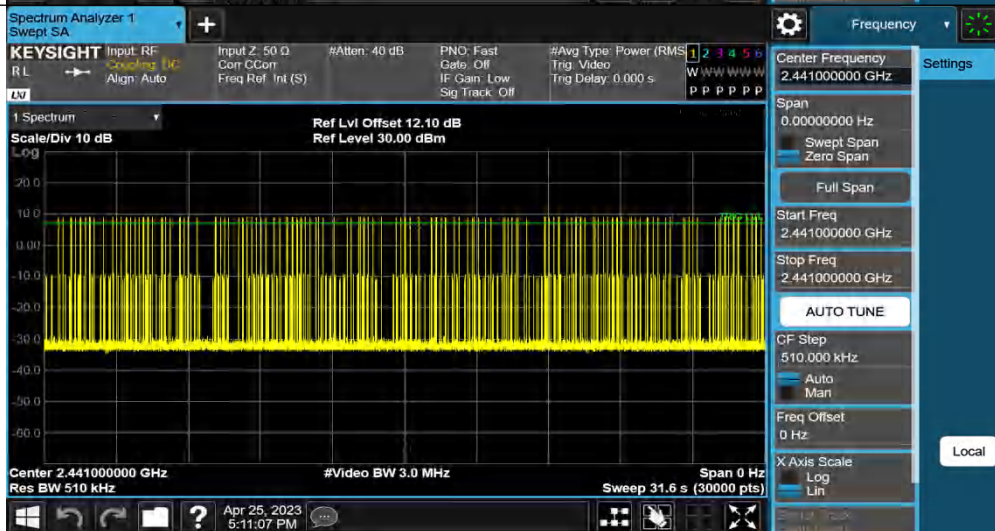 Spectrum Analyzer 1
Swept SA
+
Frequency
KEYSIGHT
Input: RF
Coupling: DC
Align: Auto
Input Z: 50 Ω
Corr CCorr
Freq Ref: Int (S)
#Atten: 40 dB
PNO: Fast
Gate: Off
IF Gain: Low
Sig Track: Off
#Avg Type: Power (RMS
Trig: Video
Trig Delay: 0.000 s
1 2 3 4 5 6
W W W W W W
P P P P P P
R L
LXI
Center Frequency
2.441000000 GHz
Settings
Span
0.00000000 Hz
Swept Span
Zero Span
Full Span
Start Freq
2.441000000 GHz
Stop Freq
2.441000000 GHz
AUTO TUNE
CF Step
510.000 kHz
Auto
Man
Freq Offset
0 Hz
X Axis Scale
Log
Lin
Local
1 Spectrum
Scale/Div 10 dB
Ref Lvl Offset 12.10 dB
Ref Level 30.00 dBm
Log
20.0
10.0
0.00
-10.0
-20.0
-30.0
-40.0
-50.0
-60.0
Center 2.441000000 GHz
Res BW 510 kHz
#Video BW 3.0 MHz
Span 0 Hz
Sweep 31.6 s (30000 pts)
?
Apr 25, 2023
5:11:07 PM